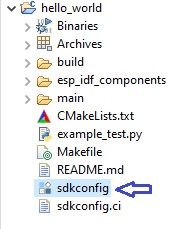 hello_world
Binaries
Archives
build
esp_idf_components
main
CMakeLists.txt
example_test.py
Makefile
README.md
sdkconfig
sdkconfig.ci